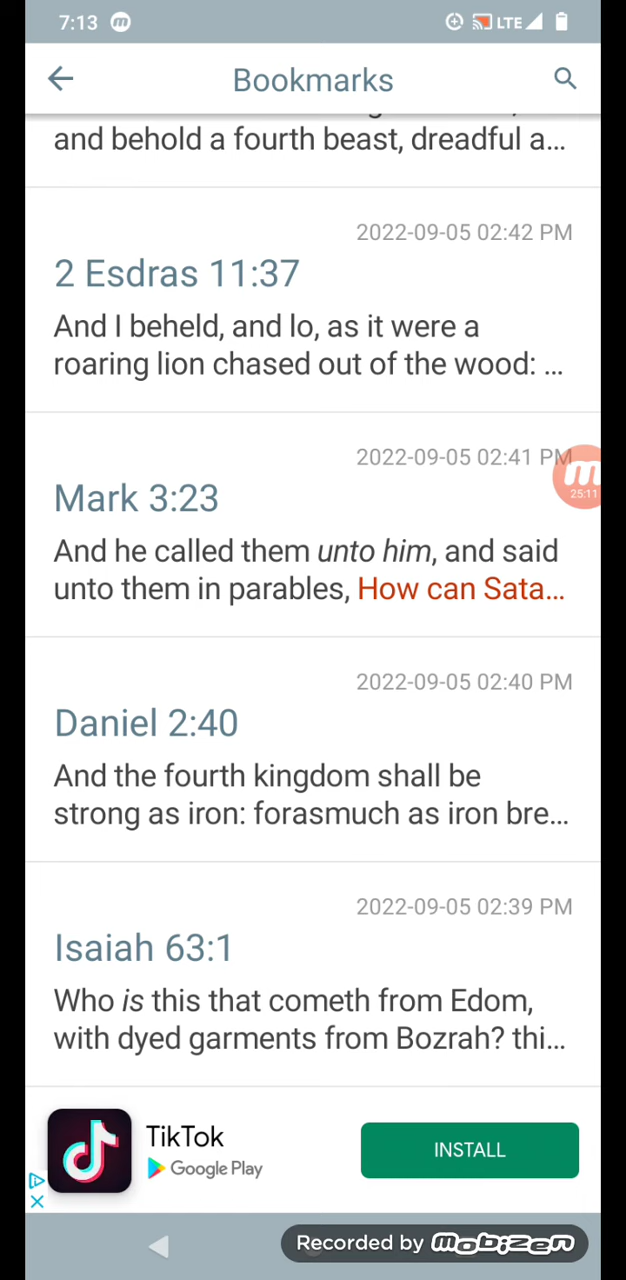 7:13 m LTE
Bookmarks
and behold a fourth beast, dreadful a...
2022-09-05 02:42 PM
2 Esdras 11:37
And I beheld, and lo, as it were a
roaring lion chased out of the wood: ...
2022-09-05 02:41 PM
m
25:11
Mark 3:23
And he called them unto him, and said
unto them in parables, How can Sata...
2022-09-05 02:40 PM
Daniel 2:40
And the fourth kingdom shall be
strong as iron: forasmuch as iron bre...
2022-09-05 02:39 PM
Isaiah 63:1
Who is this that cometh from Edom,
with dyed garments from Bozrah? thi...
TikTok
Google Play
INSTALL
Recorded by mobizen